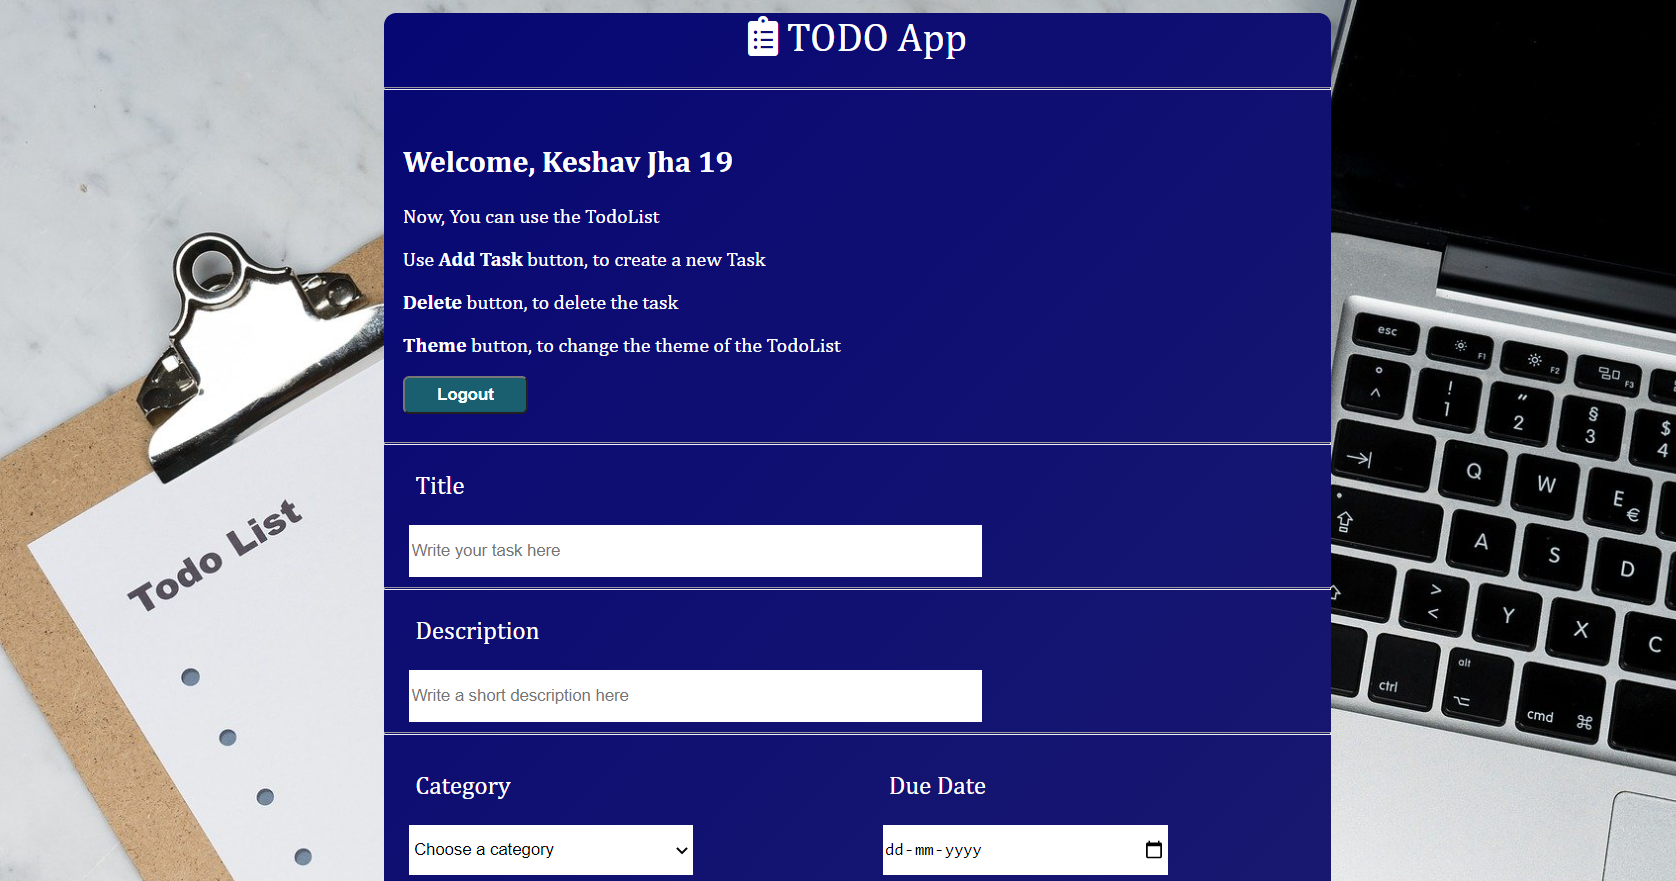 TODO App
Welcome, Keshav Jha 19
Now, You can use the TodoList
Use Add Task button, to create a new Task
Delete button, to delete the task
Theme button, to change the theme of the TodoList
Logout
Title
Write your task here
Description
Write a short description here
Category
Due Date
Choose a category
dd-mm-yyyy
Todo List
esc F1 F2 F3
° ^ ! 1 “ 2 § 3 $ 4
Q W E €
A S D
> < Y X C
ctrl alt cmd ⌘